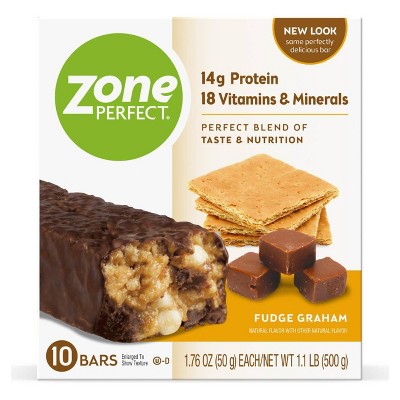 NEW LOOK
same perfectly
delicious bar
zone
PERFECT®
14g Protein
18 Vitamins & Minerals
PERFECT BLEND OF
TASTE & NUTRITION
FUDGE GRAHAM
NATURAL FLAVOR WITH OTHER NATURAL FLAVOR
10 BARS
Enlarged To
Show Texture
U-D
1.76 OZ (50 g) EACH/NET WT 1.1 LB (500 g)